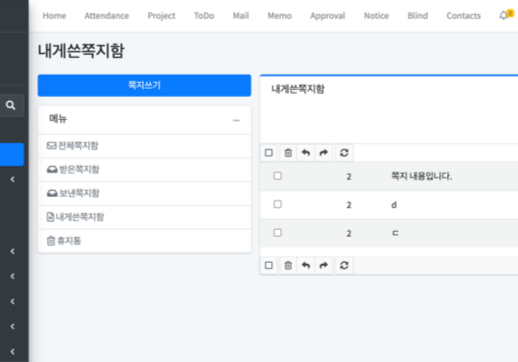 Home Attendance Project ToDo Mail Memo Approval Notice Blind Contacts
내게쓴쪽지함
쪽지쓰기
메뉴
전체쪽지함
받은쪽지함
보낸쪽지함
내게쓴쪽지함
휴지통
내게쓴쪽지함
2 쪽지 내용입니다.
2 d
2 ㄷ